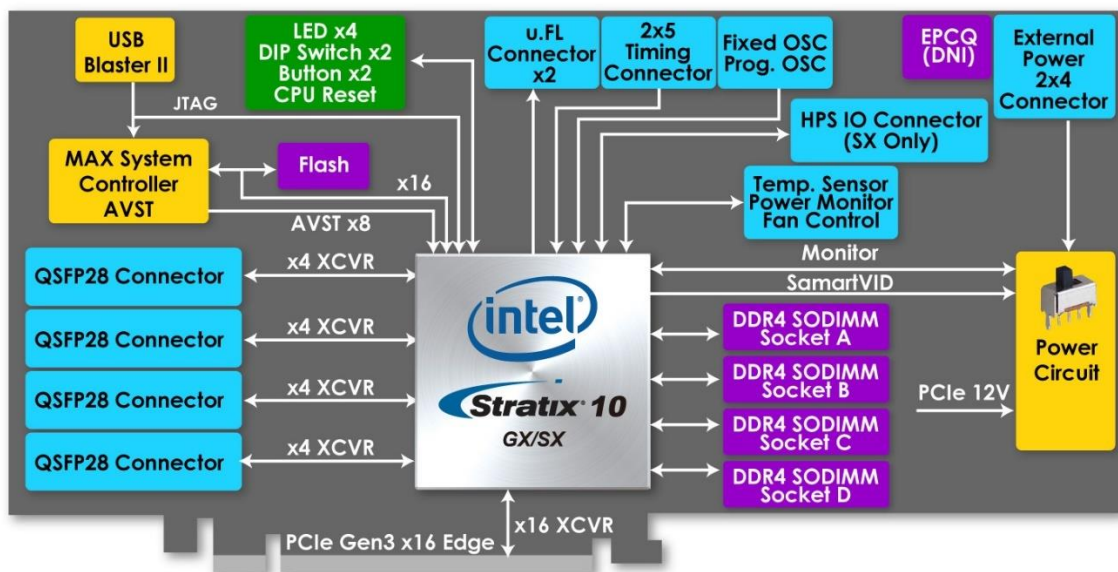 USB
Blaster II
LED x4
DIP Switch x2
Button x2
CPU Reset
u.FL
Connector
x2
2x5
Timing
Connector
Fixed OSC
Prog. OSC
EPCQ
(DNI)
External
Power
2x4
Connector
JTAG
HPS IO Connector
(SX Only)
MAX System
Controller
AVST
Flash
x16
AVST x8
Temp. Sensor
Power Monitor
Fan Control
Monitor
SamartVID
QSFP28 Connector
x4 XCVR
QSFP28 Connector
x4 XCVR
QSFP28 Connector
x4 XCVR
QSFP28 Connector
x4 XCVR
intel®
Stratix® 10
GX/SX
DDR4 SODIMM
Socket A
DDR4 SODIMM
Socket B
DDR4 SODIMM
Socket C
DDR4 SODIMM
Socket D
PCIe 12V
Power
Circuit
x16 XCVR
PCIe Gen3 x16 Edge